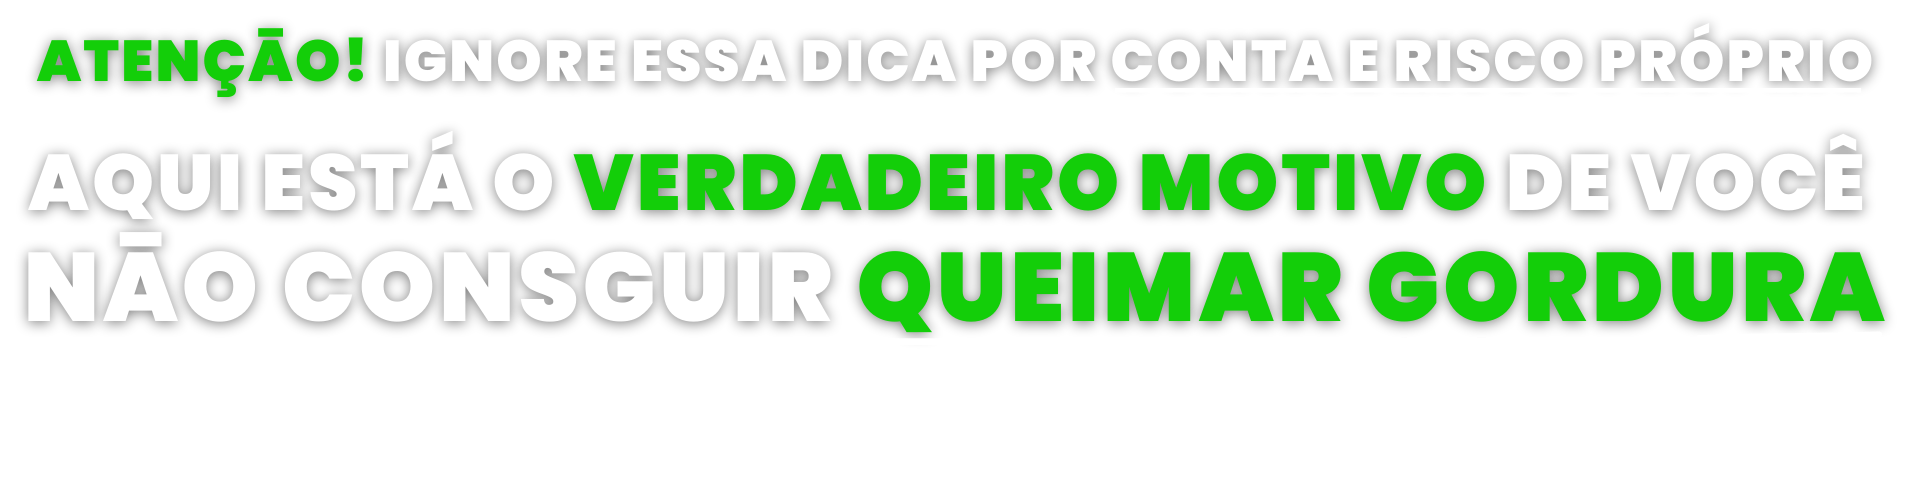 ATENÇÃO! IGNORE ESSA DICA POR CONTA E RISCO PRÓPRIO
AQUI ESTÁ O VERDADEIRO MOTIVO DE VOCÊ
NÃO CONSGUIR QUEIMAR GORDURA